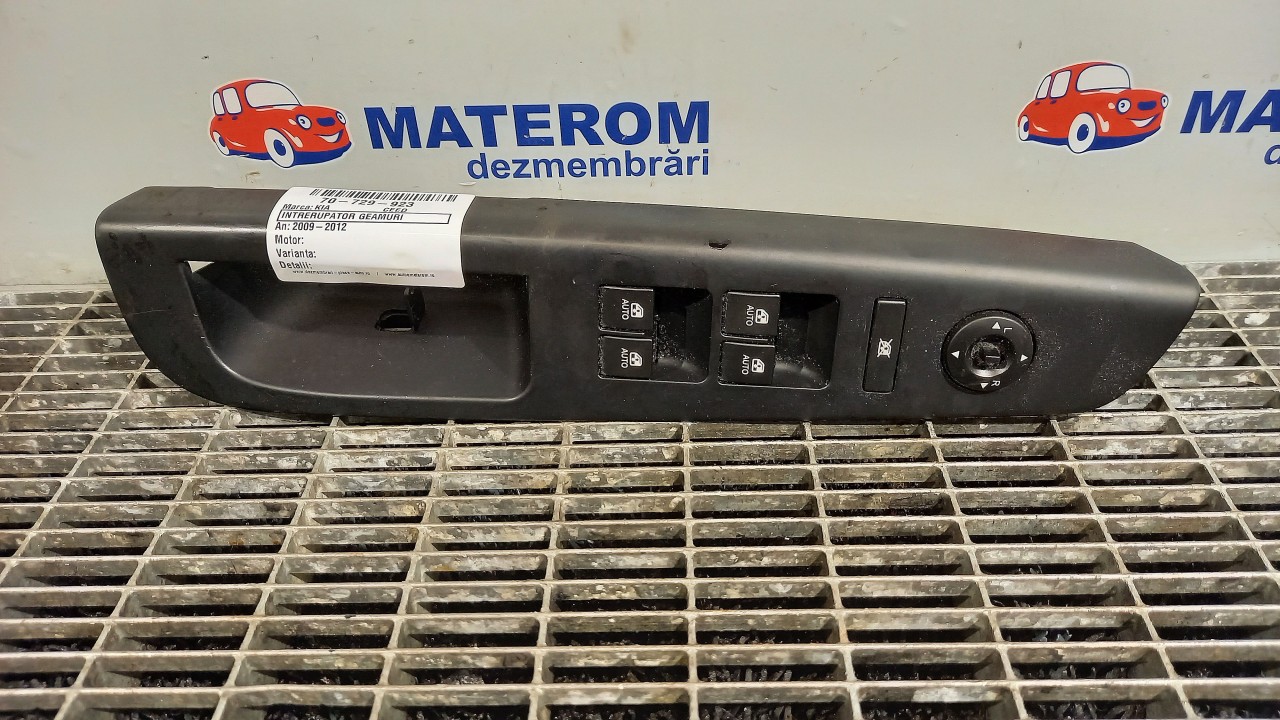 MATEROM
dezmembrări
MA
de
70-729-923
Marca: KIA CEED
INTRERUPATOR GEAMURI
An: 2009-2012
Motor:
Varianta:
Detalii:
AUTO
AUTO
AUTO
AUTO
L
R